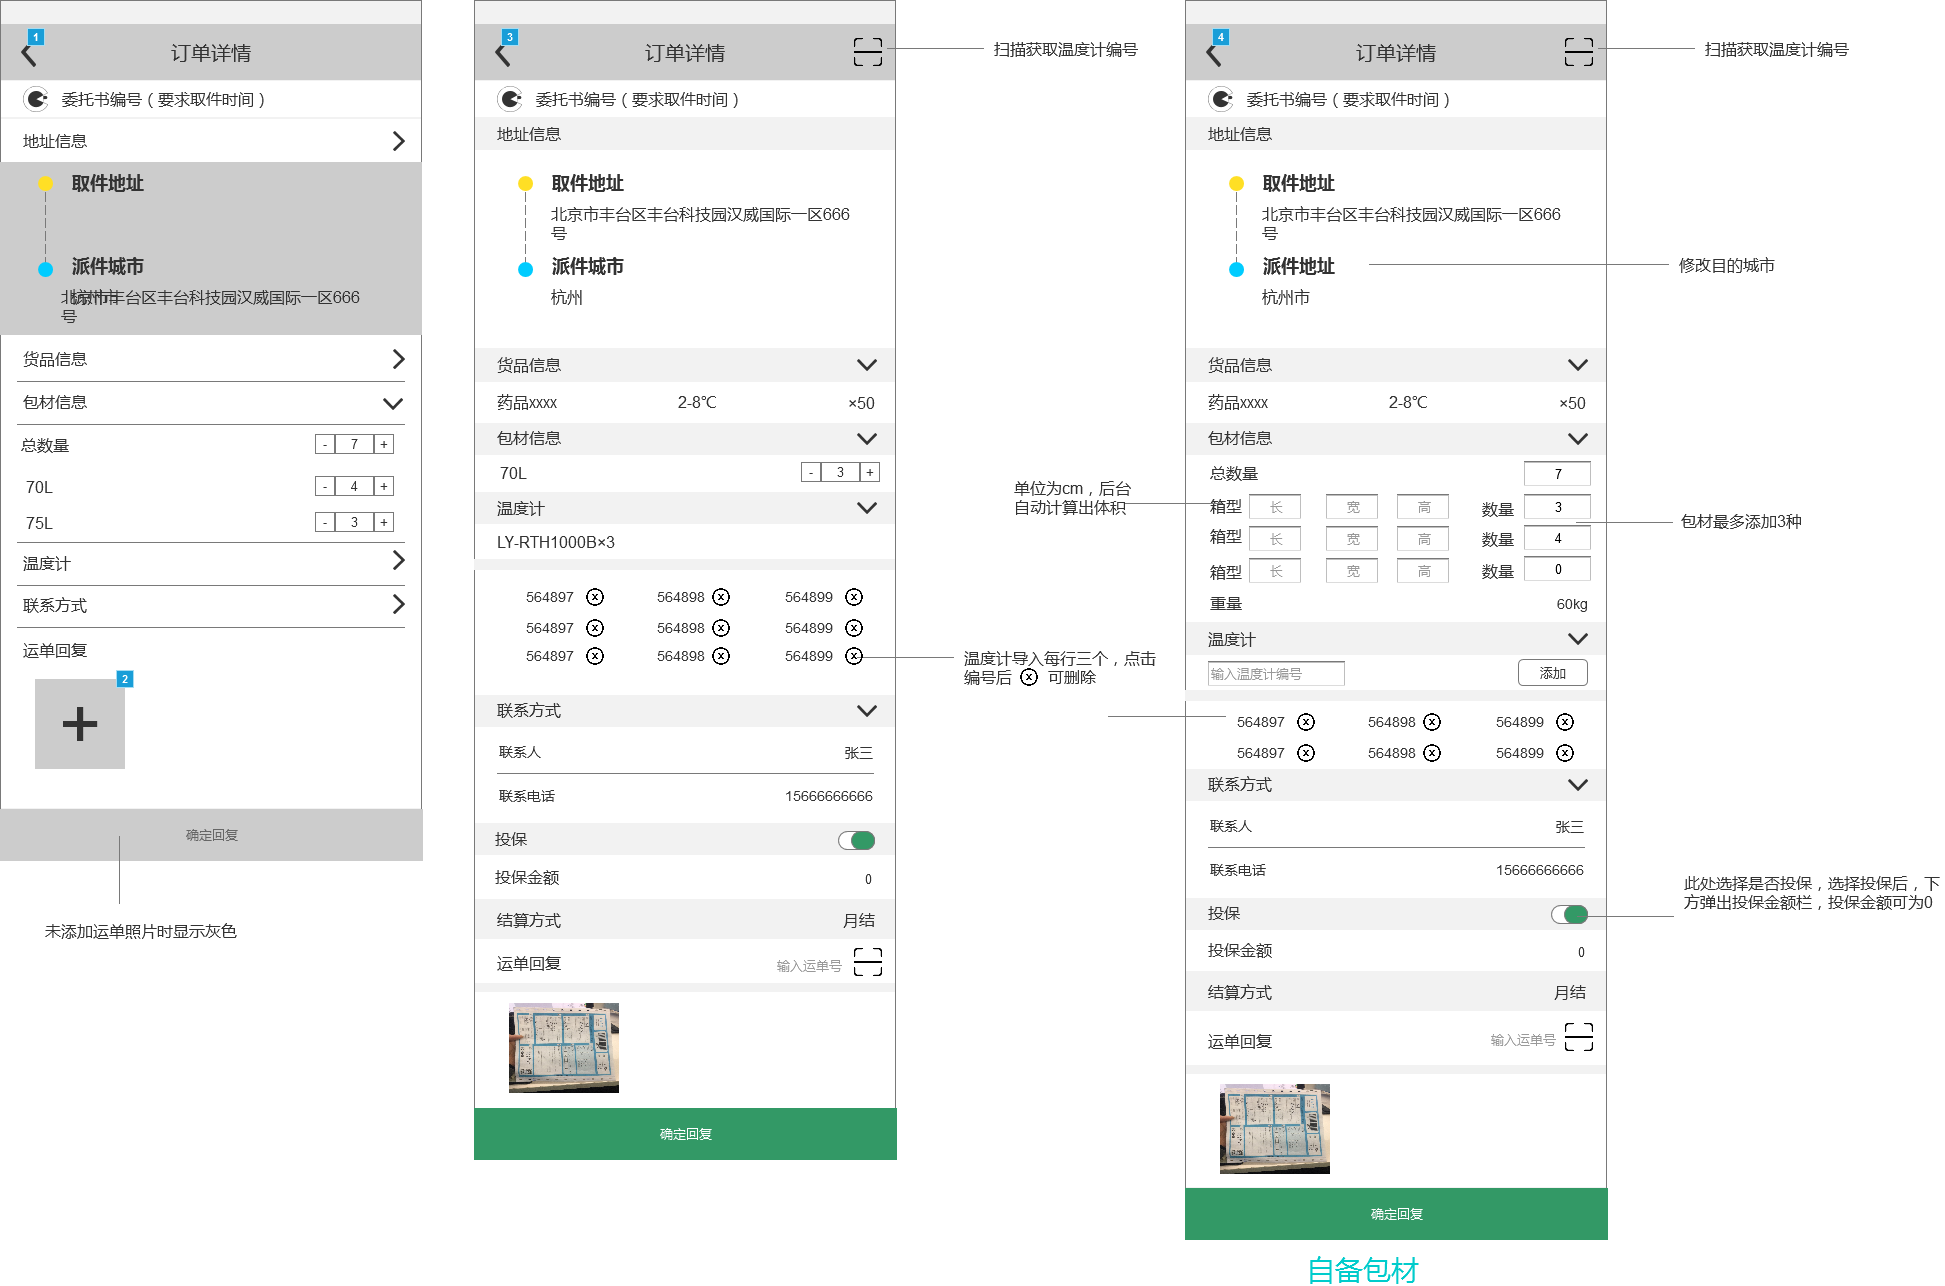 1
订单详情
委托书编号（要求取件时间）
地址信息
取件地址
派件城市
杭州市
北京市丰台区丰台科技园汉威国际一区666
号
货品信息
包材信息
总数量
- 7 +
70L
- 4 +
75L
- 3 +
温度计
联系方式
运单回复
2
确定回复
未添加运单照片时显示灰色
3
订单详情
扫描获取温度计编号
委托书编号（要求取件时间）
地址信息
取件地址
北京市丰台区丰台科技园汉威国际一区666
号
派件城市
杭州
货品信息
药品xxxx 2-8℃ ×50
包材信息
70L
- 3 +
温度计
LY-RTH1000B×3
564897 x 564898 x 564899 x
564897 x 564898 x 564899 x
564897 x 564898 x 564899 x
温度计导入每行三个，点击
编号后 x 可删除
联系方式
联系人 张三
联系电话 15666666666
投保
投保金额 0
结算方式 月结
运单回复 输入运单号
确定回复
4
订单详情
扫描获取温度计编号
委托书编号（要求取件时间）
地址信息
取件地址
北京市丰台区丰台科技园汉威国际一区666
号
派件地址
修改目的城市
杭州市
货品信息
药品xxxx 2-8℃ ×50
包材信息
总数量 7
单位为cm，后台
自动计算出体积
箱型 长 宽 高 数量 3
箱型 长 宽 高 数量 4
箱型 长 宽 高 数量 0
包材最多添加3种
重量 60kg
温度计
输入温度计编号 添加
564897 x 564898 x 564899 x
564897 x 564898 x 564899 x
联系方式
联系人 张三
联系电话 15666666666
投保
此处选择是否投保，选择投保后，下
方弹出投保金额栏，投保金额可为0
投保金额 0
结算方式 月结
运单回复 输入运单号
确定回复
自备包材